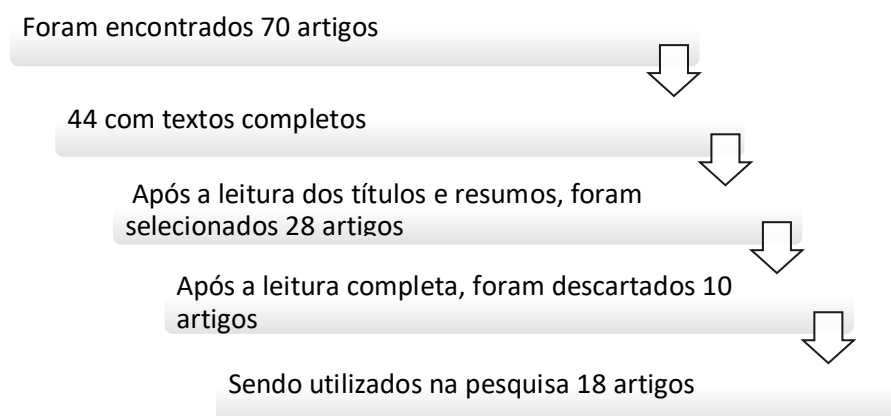 Foram encontrados 70 artigos
44 com textos completos
Após a leitura dos títulos e resumos, foram
selecionados 28 artigos
Após a leitura completa, foram descartados 10
artigos
Sendo utilizados na pesquisa 18 artigos